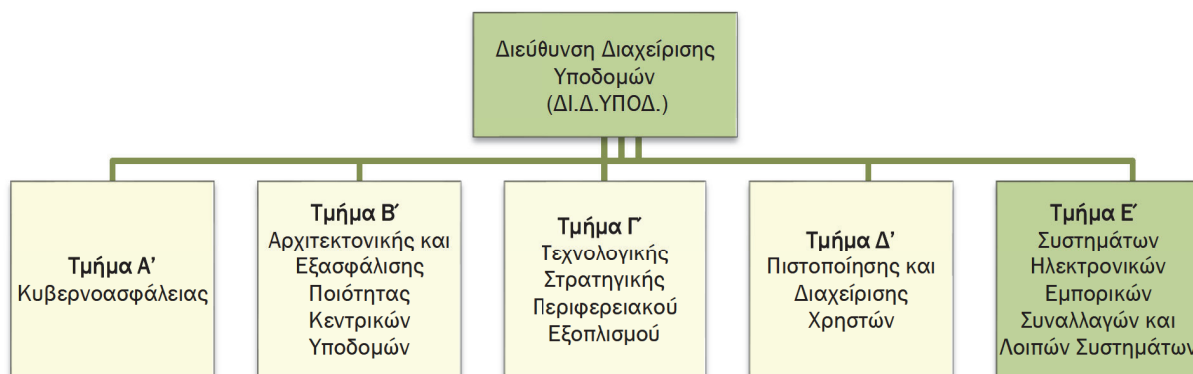 Διεύθυνση Διαχείρισης
Υποδομών
(ΔΙ.Δ.ΥΠΟΔ.)
Τμήμα Α'
Κυβερνοασφάλειας
Τμήμα Β'
Αρχιτεκτονικής και
Εξασφάλισης
Ποιότητας
Κεντρικών
Υποδομών
Τμήμα Γ'
Τεχνολογικής
Στρατηγικής
Περιφερειακού
Εξοπλισμού
Τμήμα Δ'
Πιστοποίησης και
Διαχείρισης
Χρηστών
Τμήμα Ε'
Συστημάτων
Ηλεκτρονικών
Εμπορικών
Συναλλαγών και
Λοιπών Συστημάτων